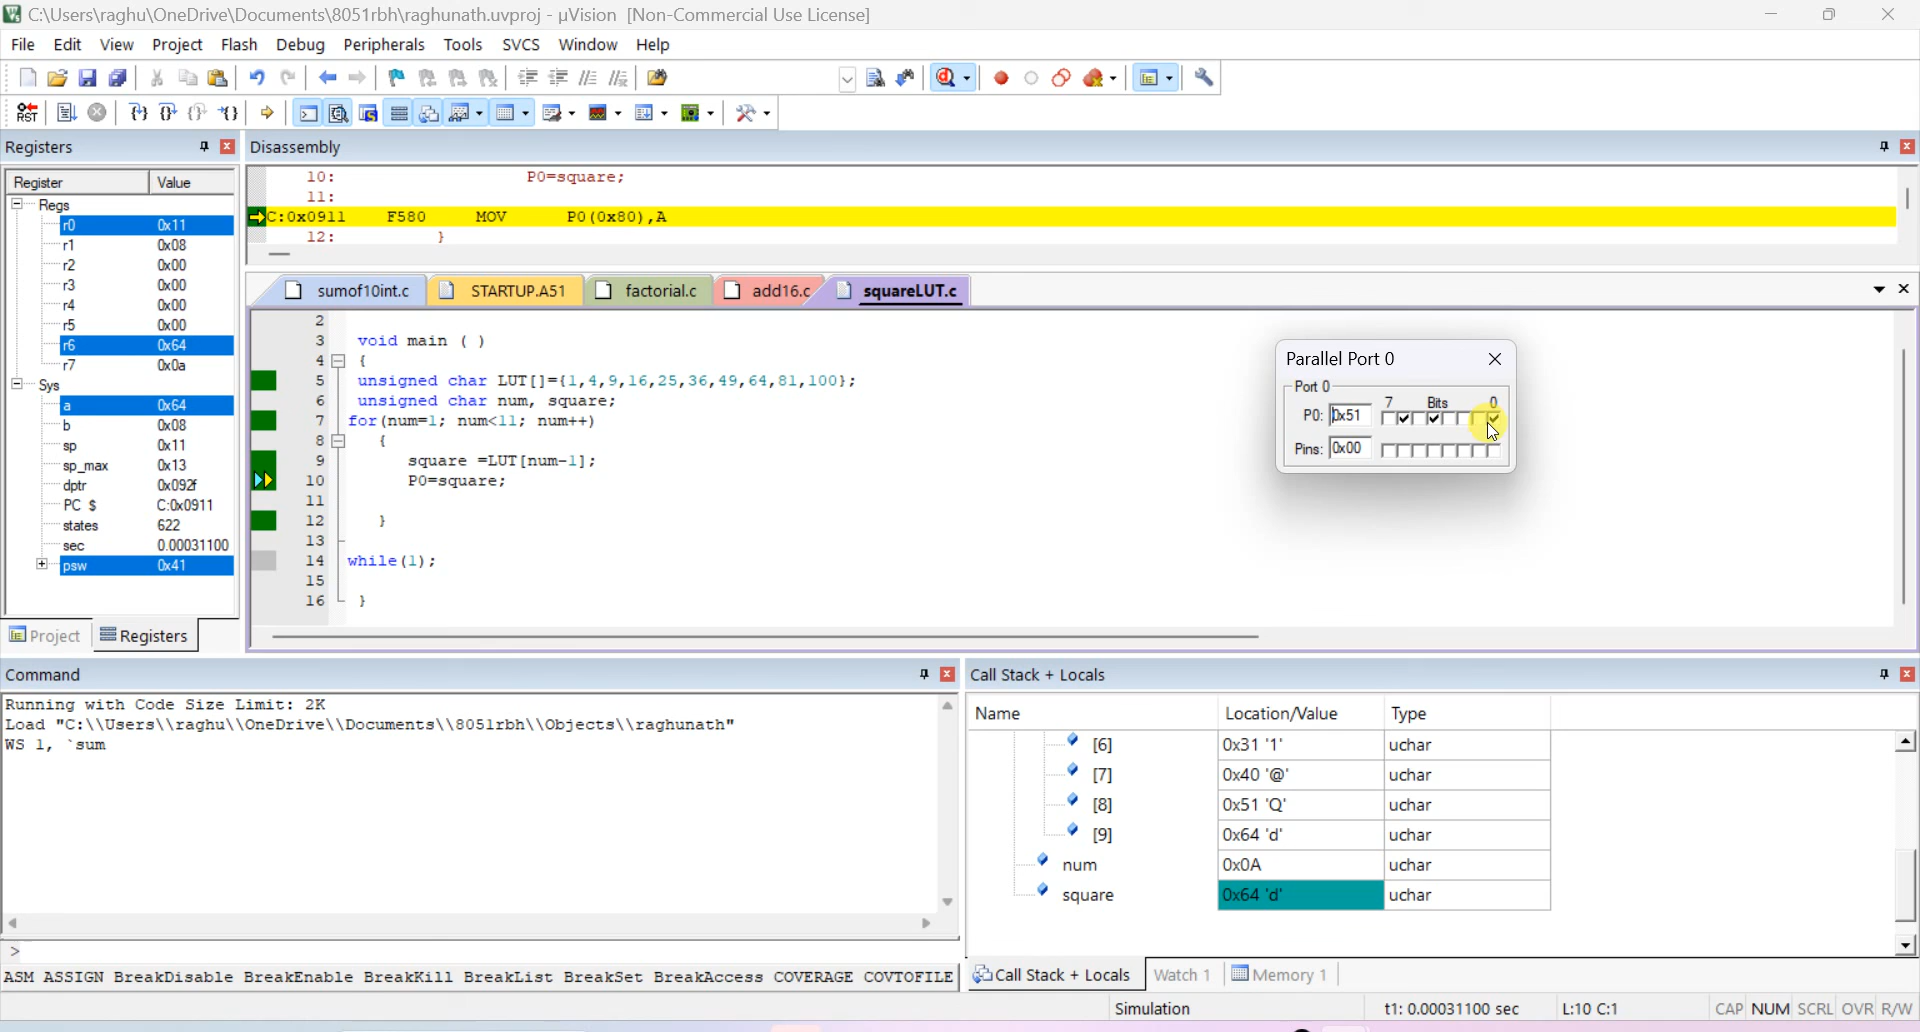 C:\Users\raghu\OneDrive\Documents\8051rbh\raghunath.uvproj - µVision [Non-Commercial Use License]
File Edit View Project Flash Debug Peripherals Tools SVCS Window Help
RST
Registers
Disassembly
Register Value
Regs
r0 0x11
r1 0x08
r2 0x00
r3 0x00
r4 0x00
r5 0x00
r6 0x64
r7 0x0a
Sys
a 0x64
b 0x08
sp 0x11
sp_max 0x13
dptr 0x092f
PC $ C:0x0911
states 622
sec 0.00031100
psw 0x41
Project Registers
10: P0=square;
11:
C:0x0911 F580 MOV P0(0x80),A
12: }
sumof10int.c STARTUP.A51 factorial.c add16.c squareLUT.c
2
3 void main ( )
4 {
5 unsigned char LUT[]={1,4,9,16,25,36,49,64,81,100};
6 unsigned char num, square;
7 for(num=1; num<11; num++)
8 {
9 square =LUT[num-1];
10 P0=square;
11
12 }
13
14 while(1);
15
16 }
Parallel Port 0
Port 0
7 Bits 0
P0: 0x51
Pins: 0x00
Command
Running with Code Size Limit: 2K
Load "C:\\Users\\raghu\\OneDrive\\Documents\\8051rbh\\Objects\\raghunath"
WS 1, `sum
>
ASM ASSIGN BreakDisable BreakEnable BreakKill BreakList BreakSet BreakAccess COVERAGE COVTOFILE
Call Stack + Locals
Name Location/Value Type
[6] 0x31 '1' uchar
[7] 0x40 '@' uchar
[8] 0x51 'Q' uchar
[9] 0x64 'd' uchar
num 0x0A uchar
square 0x64 'd' uchar
Call Stack + Locals Watch 1 Memory 1
Simulation t1: 0.00031100 sec L:10 C:1 CAP NUM SCRL OVR R/W